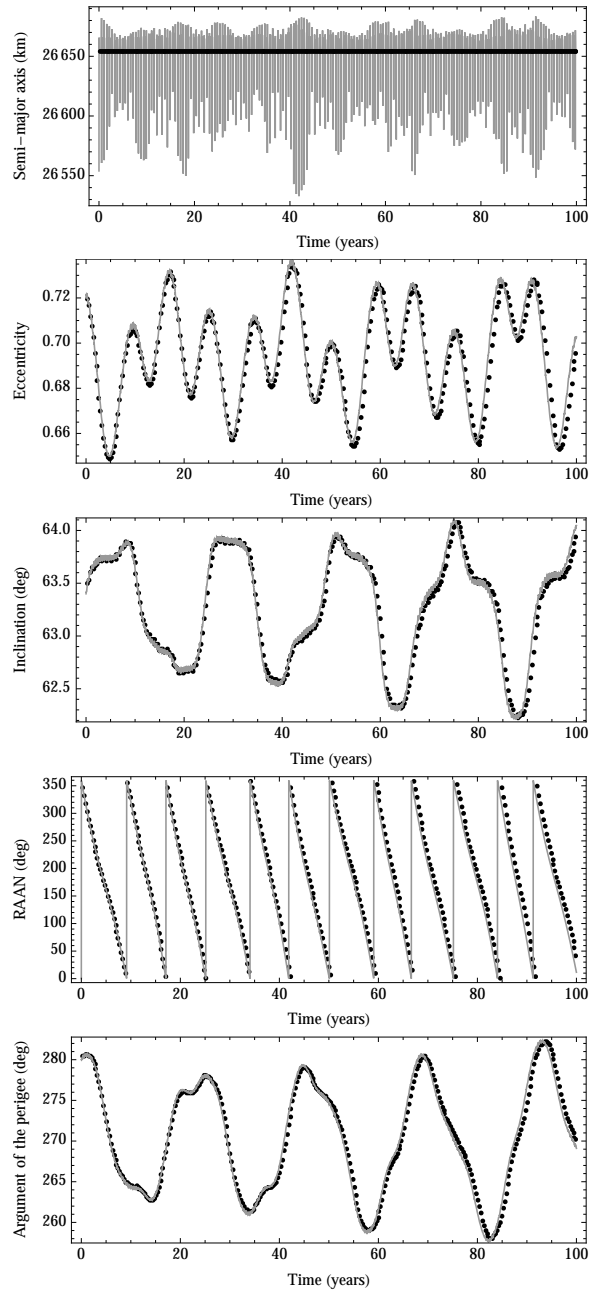 Semi-major axis (km)
26 650
26 600
26 550
0 20 40 60 80 100
Time (years)
Eccentricity
0.72
0.70
0.68
0.66
0 20 40 60 80 100
Time (years)
Inclination (deg)
64.0
63.5
63.0
62.5
0 20 40 60 80 100
Time (years)
RAAN (deg)
350
300
250
200
150
100
50
0
0 20 40 60 80 100
Time (years)
Argument of the perigee (deg)
280
275
270
265
260
0 20 40 60 80 100
Time (years)